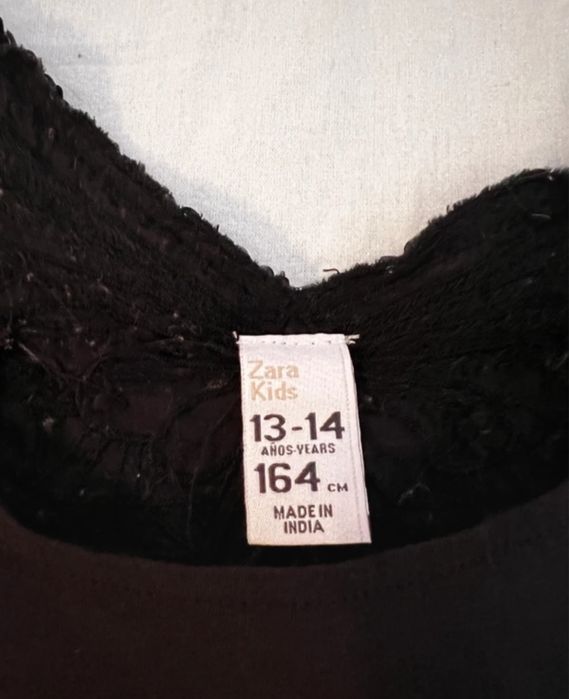 Zara
Kids
13-14
AÑOS-YEARS
164 CM
MADE IN
INDIA